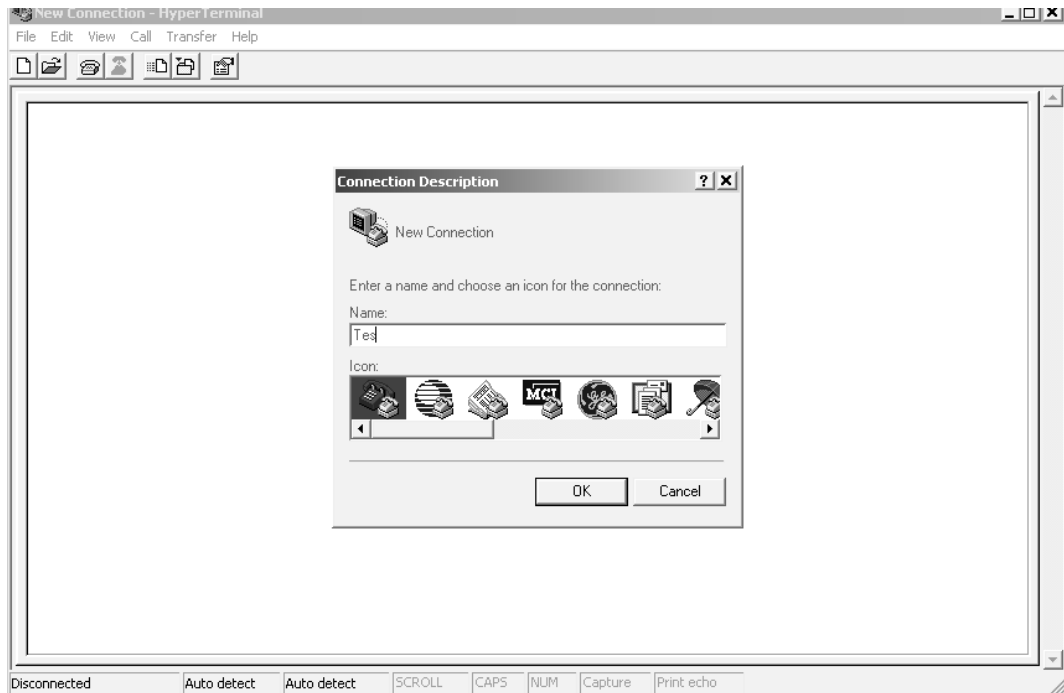 New Connection - HyperTerminal
File Edit View Call Transfer Help
Connection Description
New Connection
Enter a name and choose an icon for the connection:
Name:
Tes
Icon:
MCI
OK Cancel
Disconnected Auto detect Auto detect SCROLL CAPS NUM Capture Print echo